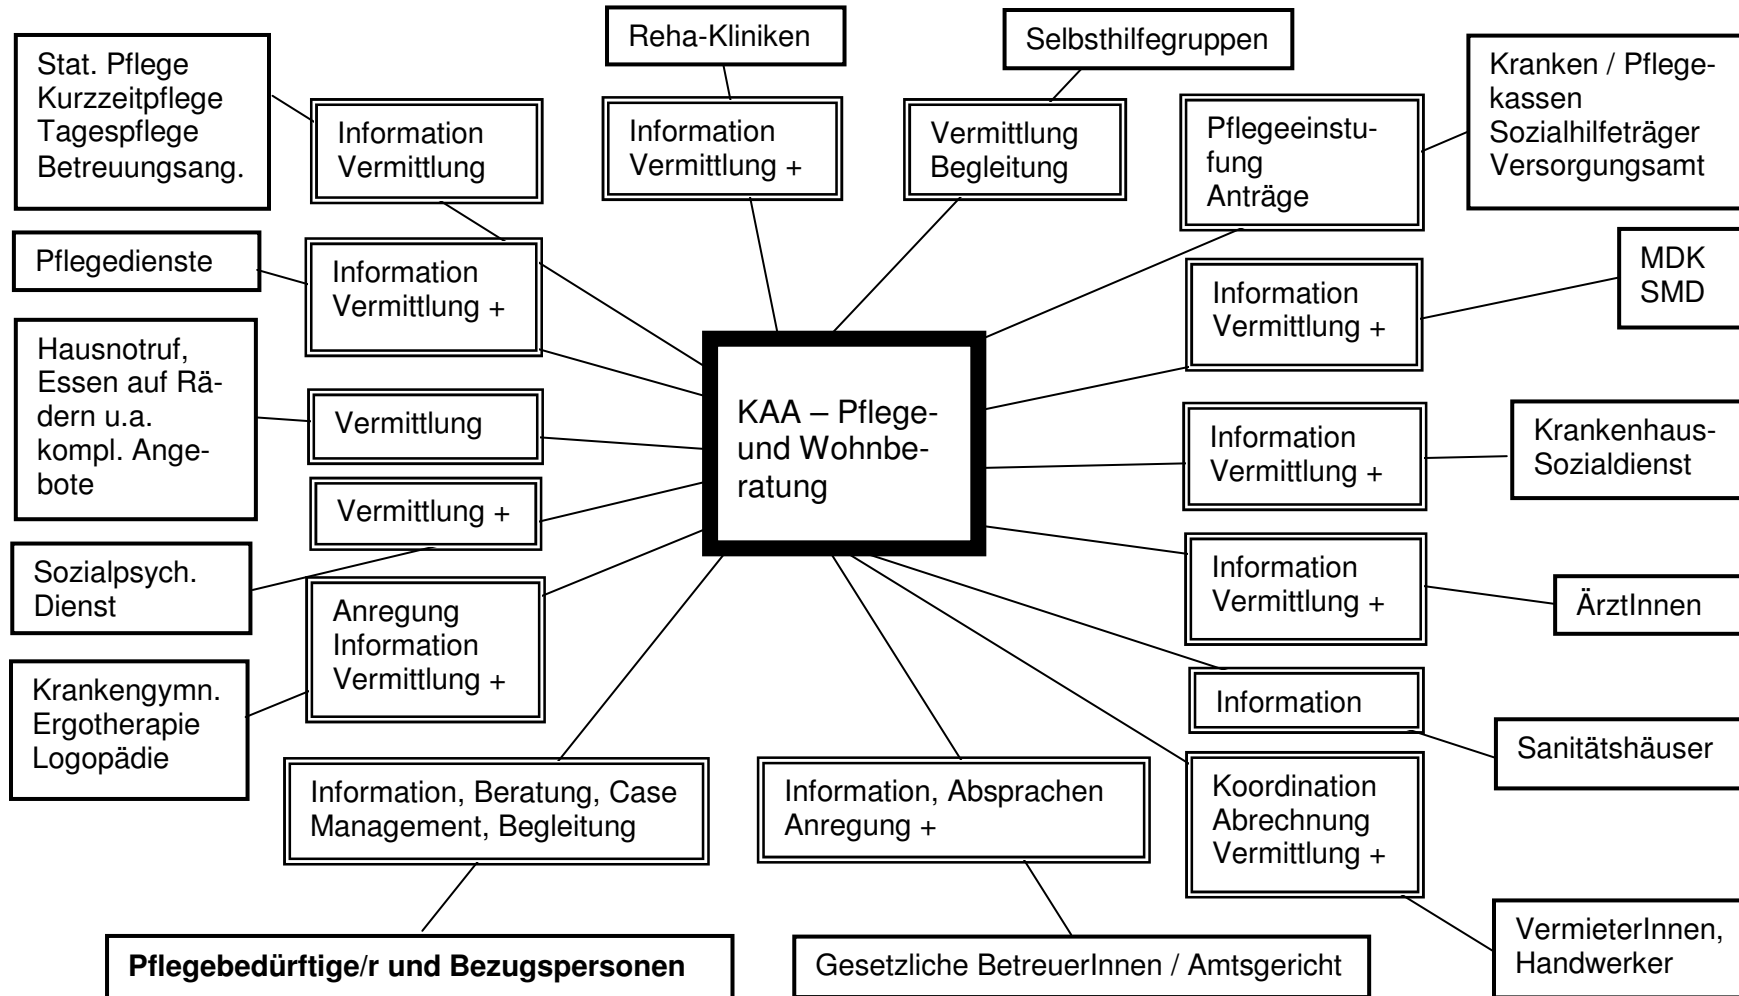 Reha-Kliniken
Selbsthilfegruppen
Stat. Pflege
Kurzzeitpflege
Tagespflege
Betreuungsang.
Information
Vermittlung
Information
Vermittlung +
Vermittlung
Begleitung
Pflegeeinstu-
fung
Anträge
Kranken / Pflege-
kassen
Sozialhilfeträger
Versorgungsamt
Pflegedienste
Information
Vermittlung +
Information
Vermittlung +
MDK
SMD
Hausnotruf,
Essen auf Rä-
dern u.a.
kompl. Ange-
bote
Vermittlung
KAA – Pflege-
und Wohnbe-
ratung
Information
Vermittlung +
Krankenhaus-
Sozialdienst
Vermittlung +
Sozialpsych.
Dienst
Information
Vermittlung +
ÄrztInnen
Anregung
Information
Vermittlung +
Krankengymn.
Ergotherapie
Logopädie
Information
Sanitätshäuser
Information, Beratung, Case
Management, Begleitung
Information, Absprachen
Anregung +
Koordination
Abrechnung
Vermittlung +
Pflegebedürftige/r und Bezugspersonen
Gesetzliche BetreuerInnen / Amtsgericht
VermieterInnen,
Handwerker